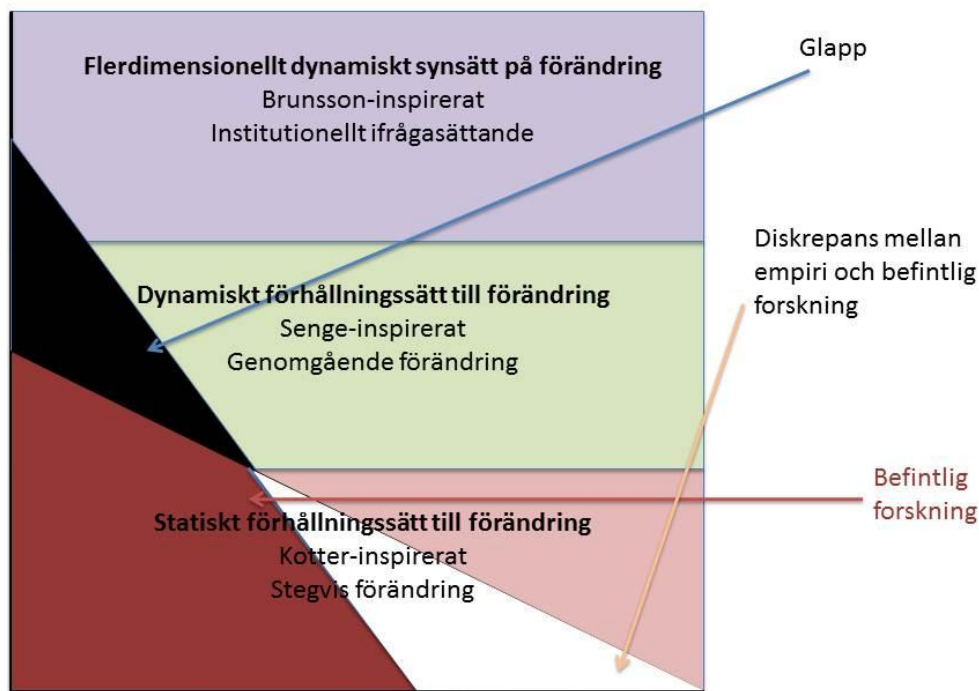 Flerdimensionellt dynamiskt synsätt på förändring
Brunsson-inspirerat
Institutionellt ifrågasättande
Glapp
Dynamiskt förhållningssätt till förändring
Senge-inspirerat
Genomgående förändring
Diskrepans mellan
empiri och befintlig
forskning
Statiskt förhållningssätt till förändring
Kotter-inspirerat
Stegvis förändring
Befintlig
forskning